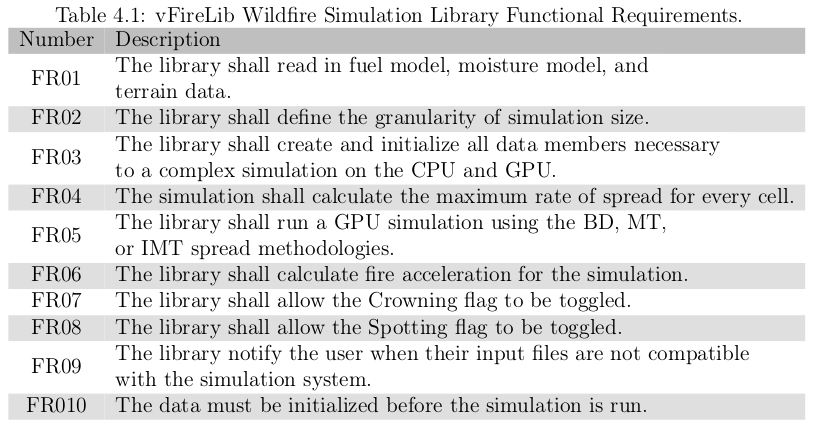 Table 4.1: vFireLib Wildfire Simulation Library Functional Requirements.
Number Description
FR01 The library shall read in fuel model, moisture model, and
terrain data.
FR02 The library shall define the granularity of simulation size.
FR03 The library shall create and initialize all data members necessary
to a complex simulation on the CPU and GPU.
FR04 The simulation shall calculate the maximum rate of spread for every cell.
FR05 The library shall run a GPU simulation using the BD, MT,
or IMT spread methodologies.
FR06 The library shall calculate fire acceleration for the simulation.
FR07 The library shall allow the Crowning flag to be toggled.
FR08 The library shall allow the Spotting flag to be toggled.
FR09 The library notify the user when their input files are not compatible
with the simulation system.
FR010 The data must be initialized before the simulation is run.